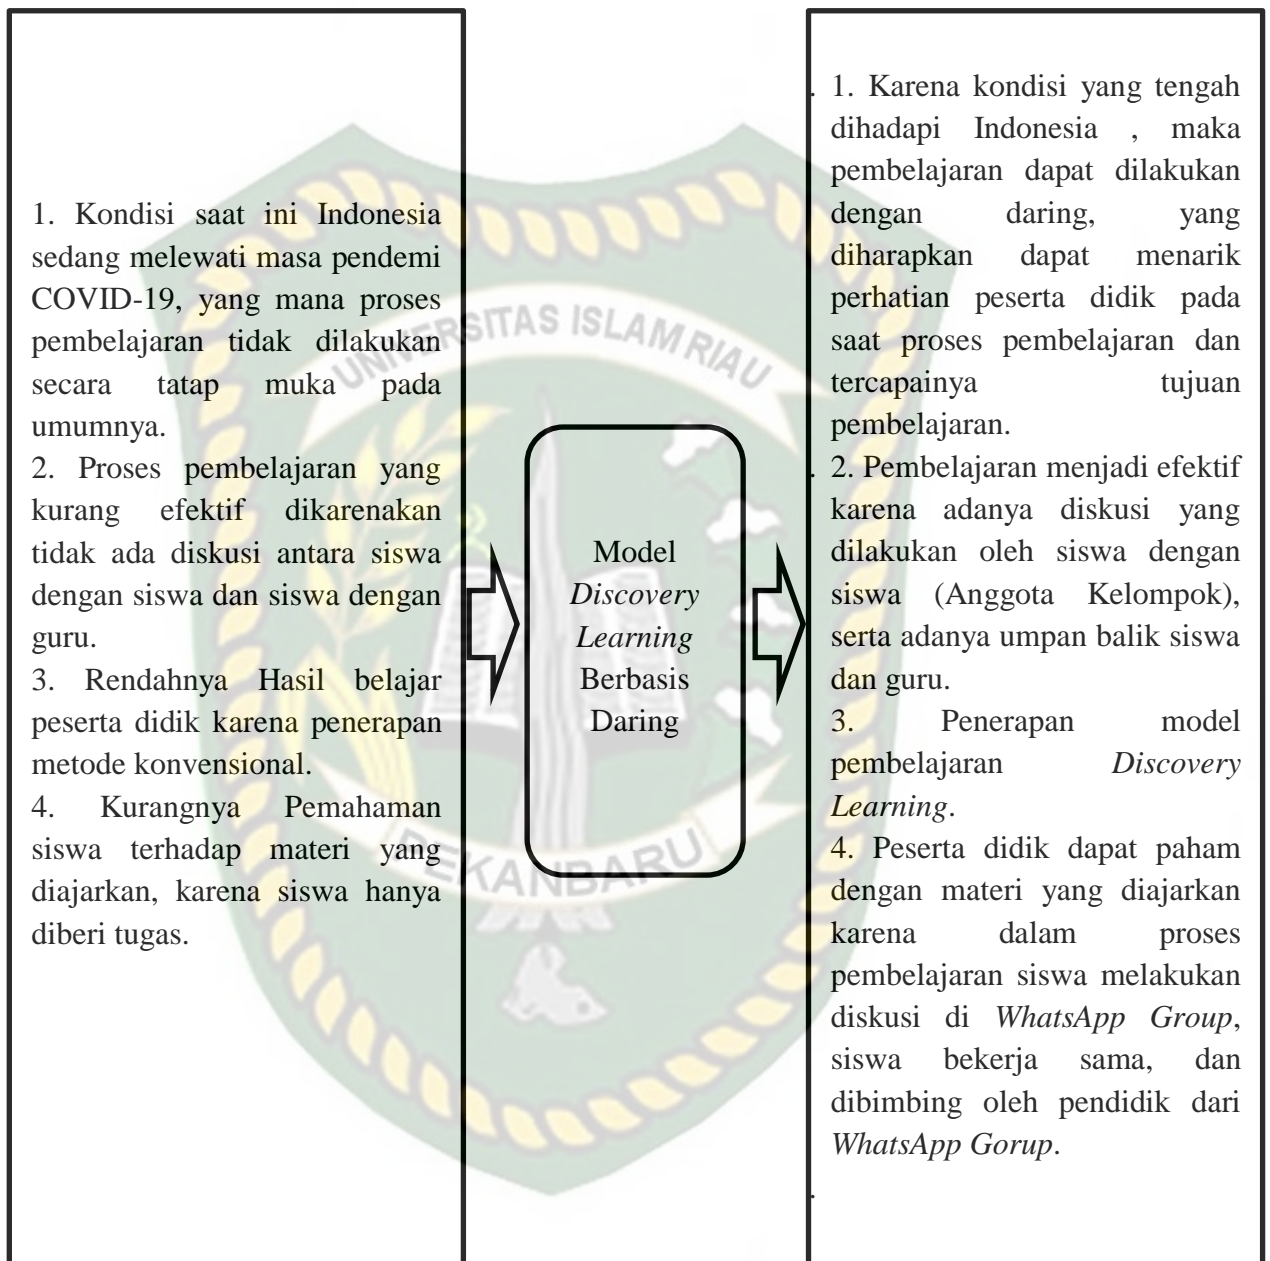 1. Kondisi saat ini Indonesia
sedang melewati masa pendemi
COVID-19, yang mana proses
pembelajaran tidak dilakukan
secara tatap muka pada
umumnya.
2. Proses pembelajaran yang
kurang efektif dikarenakan
tidak ada diskusi antara siswa
dengan siswa dan siswa dengan
guru.
3. Rendahnya Hasil belajar
peserta didik karena penerapan
metode konvensional.
4. Kurangnya Pemahaman
siswa terhadap materi yang
diajarkan, karena siswa hanya
diberi tugas.
UNIVERSITAS ISLAM RIAU
Model
Discovery
Learning
Berbasis
Daring
PEKANBARU
. 1. Karena kondisi yang tengah
dihadapi Indonesia , maka
pembelajaran dapat dilakukan
dengan daring, yang
diharapkan dapat menarik
perhatian peserta didik pada
saat proses pembelajaran dan
tercapainya tujuan
pembelajaran.
. 2. Pembelajaran menjadi efektif
karena adanya diskusi yang
dilakukan oleh siswa dengan
siswa (Anggota Kelompok),
serta adanya umpan balik siswa
dan guru.
3. Penerapan model
pembelajaran Discovery
Learning.
4. Peserta didik dapat paham
dengan materi yang diajarkan
karena dalam proses
pembelajaran siswa melakukan
diskusi di WhatsApp Group,
siswa bekerja sama, dan
dibimbing oleh pendidik dari
WhatsApp Gorup.
.